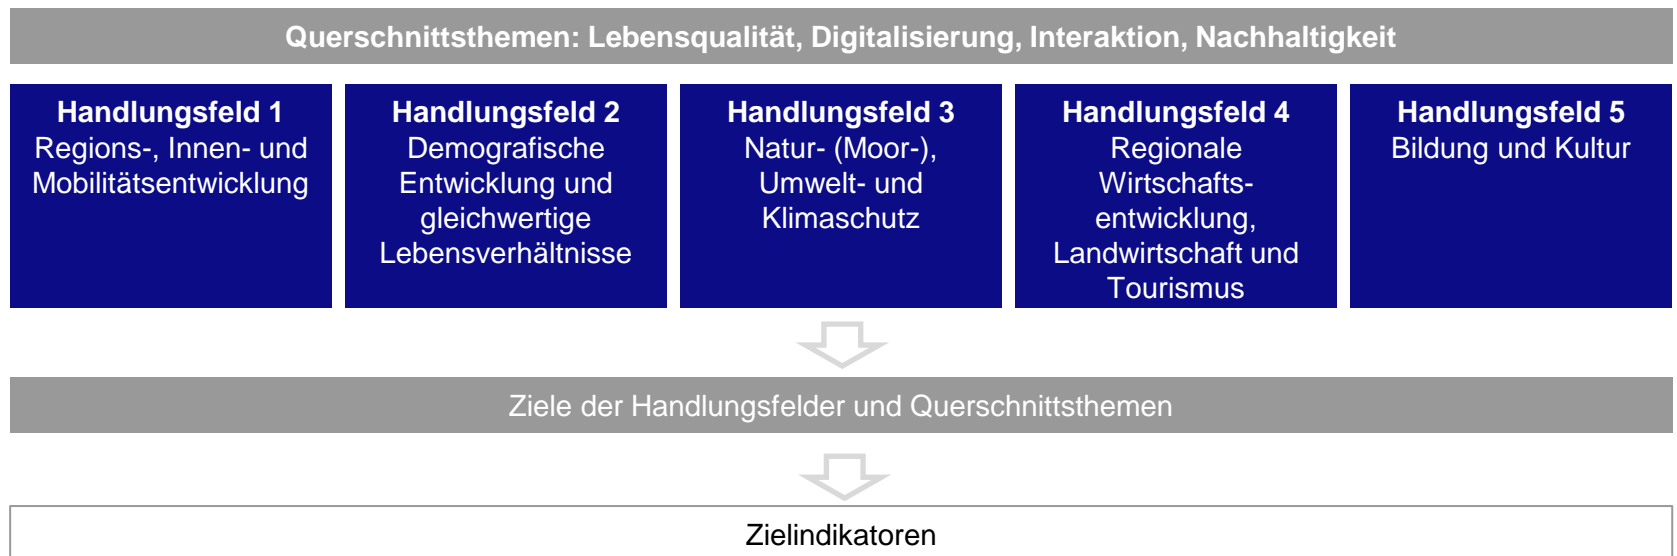 Querschnittsthemen: Lebensqualität, Digitalisierung, Interaktion, Nachhaltigkeit
Handlungsfeld 1
Regions-, Innen- und
Mobilitätsentwicklung
Handlungsfeld 2
Demografische
Entwicklung und
gleichwertige
Lebensverhältnisse
Handlungsfeld 3
Natur- (Moor-),
Umwelt- und
Klimaschutz
Handlungsfeld 4
Regionale
Wirtschafts-
entwicklung,
Landwirtschaft und
Tourismus
Handlungsfeld 5
Bildung und Kultur
Ziele der Handlungsfelder und Querschnittsthemen
Zielindikatoren